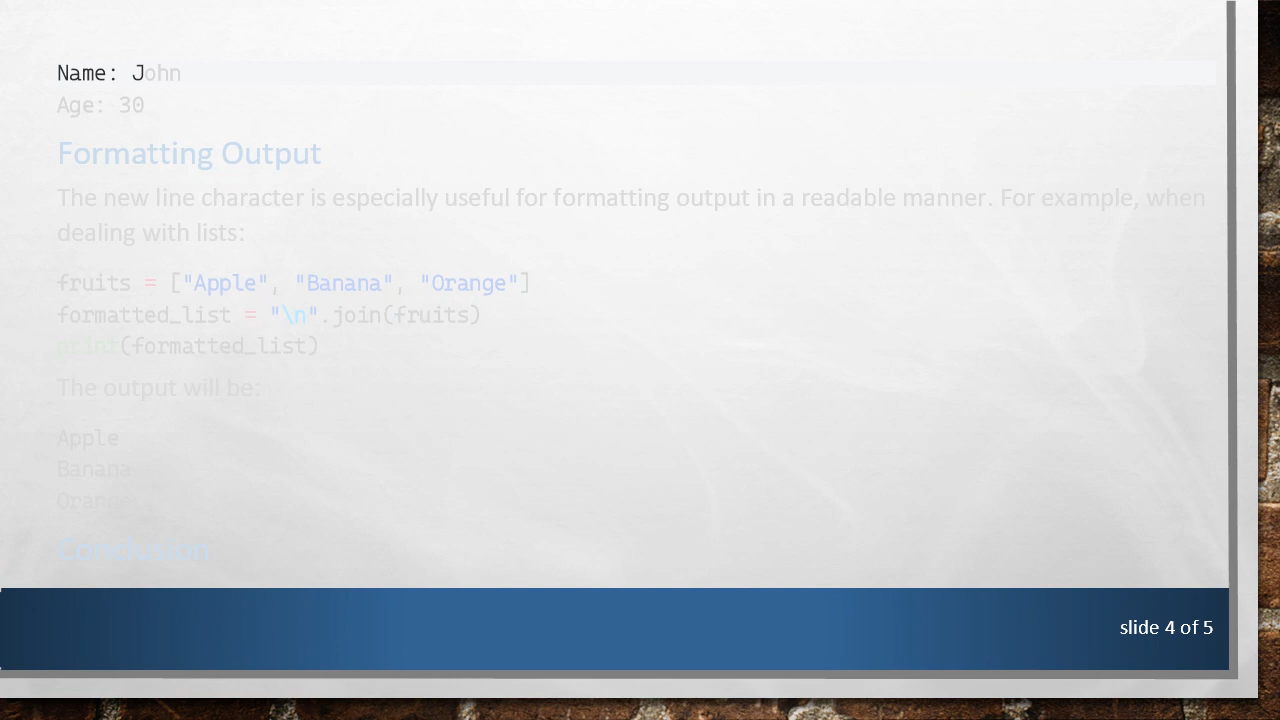 Name: John
Age: 30
Formatting Output
The new line character is especially useful for formatting output in a readable manner. For example, when
dealing with lists:
fruits = ["Apple", "Banana", "Orange"]
formatted_list = "\n".join(fruits)
print(formatted_list)
The output will be:
Apple
Banana
Orange
Conclusion
slide 4 of 5